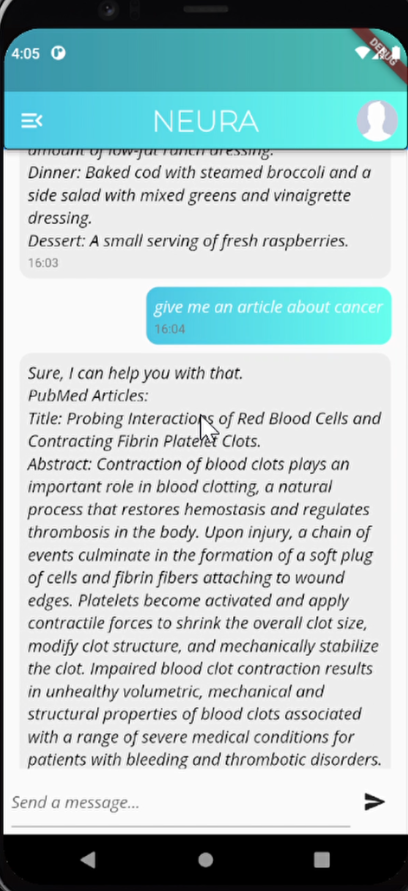 4:05
DEBUG
NEURA
amount of low-fat ranch dressing.
Dinner: Baked cod with steamed broccoli and a
side salad with mixed greens and vinaigrette
dressing.
Dessert: A small serving of fresh raspberries.
16:03
give me an article about cancer
16:04
Sure, I can help you with that.
PubMed Articles:
Title: Probing Interactions of Red Blood Cells and
Contracting Fibrin Platelet Clots.
Abstract: Contraction of blood clots plays an
important role in blood clotting, a natural
process that restores hemostasis and regulates
thrombosis in the body. Upon injury, a chain of
events culminate in the formation of a soft plug
of cells and fibrin fibers attaching to wound
edges. Platelets become activated and apply
contractile forces to shrink the overall clot size,
modify clot structure, and mechanically stabilize
the clot. Impaired blood clot contraction results
in unhealthy volumetric, mechanical and
structural properties of blood clots associated
with a range of severe medical conditions for
patients with bleeding and thrombotic disorders.
Send a message...